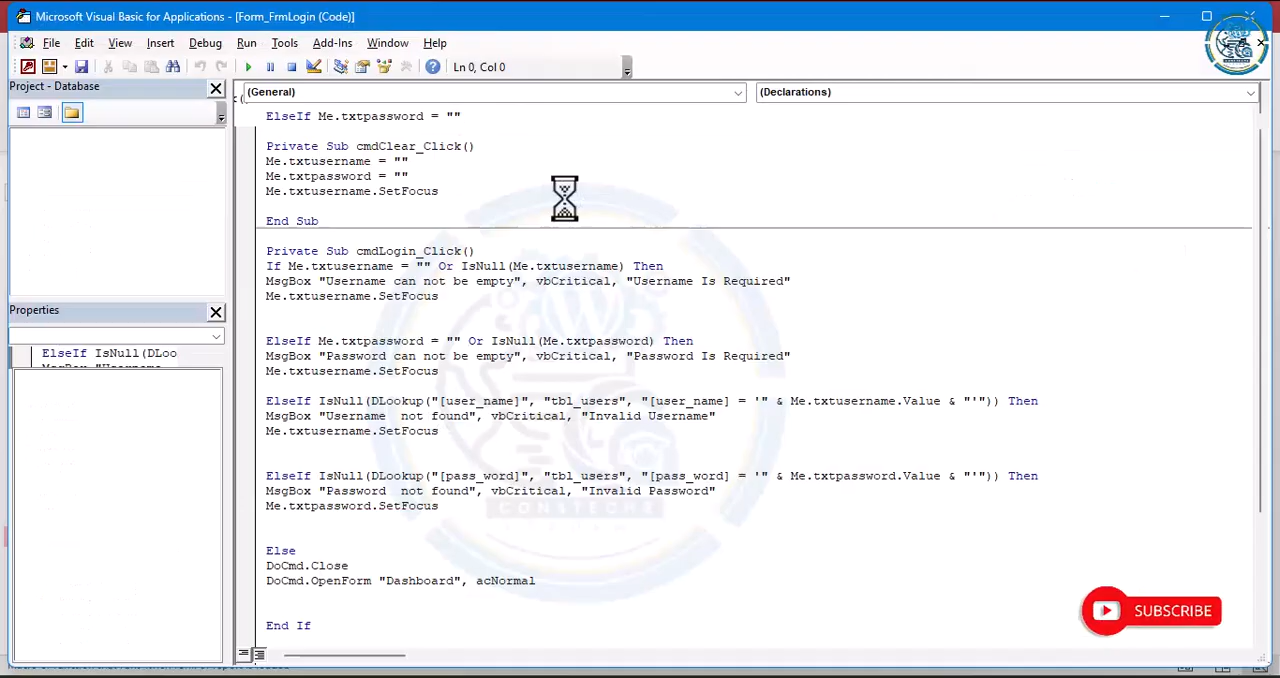 Microsoft Visual Basic for Applications - [Form_FrmLogin (Code)]
File Edit View Insert Debug Run Tools Add-Ins Window Help
Ln 0, Col 0
Project - Database
(General)
(Declarations)
ElseIf Me.txtpassword = ""
Private Sub cmdClear_Click()
Me.txtusername = ""
Me.txtpassword = ""
Me.txtusername.SetFocus
End Sub
Private Sub cmdLogin_Click()
If Me.txtusername = "" Or IsNull(Me.txtusername) Then
MsgBox "Username can not be empty", vbCritical, "Username Is Required"
Me.txtusername.SetFocus
ElseIf Me.txtpassword = "" Or IsNull(Me.txtpassword) Then
MsgBox "Password can not be empty", vbCritical, "Password Is Required"
Me.txtusername.SetFocus
ElseIf IsNull(DLookup("[user_name]", "tbl_users", "[user_name] = '" & Me.txtusername.Value & "'")) Then
MsgBox "Username  not found", vbCritical, "Invalid Username"
Me.txtusername.SetFocus
ElseIf IsNull(DLookup("[pass_word]", "tbl_users", "[pass_word] = '" & Me.txtpassword.Value & "'")) Then
MsgBox "Password  not found", vbCritical, "Invalid Password"
Me.txtpassword.SetFocus
Else
DoCmd.Close
DoCmd.OpenForm "Dashboard", acNormal
End If
Properties
ElseIf IsNull(DLoo
CONSTECH
SUBSCRIBE